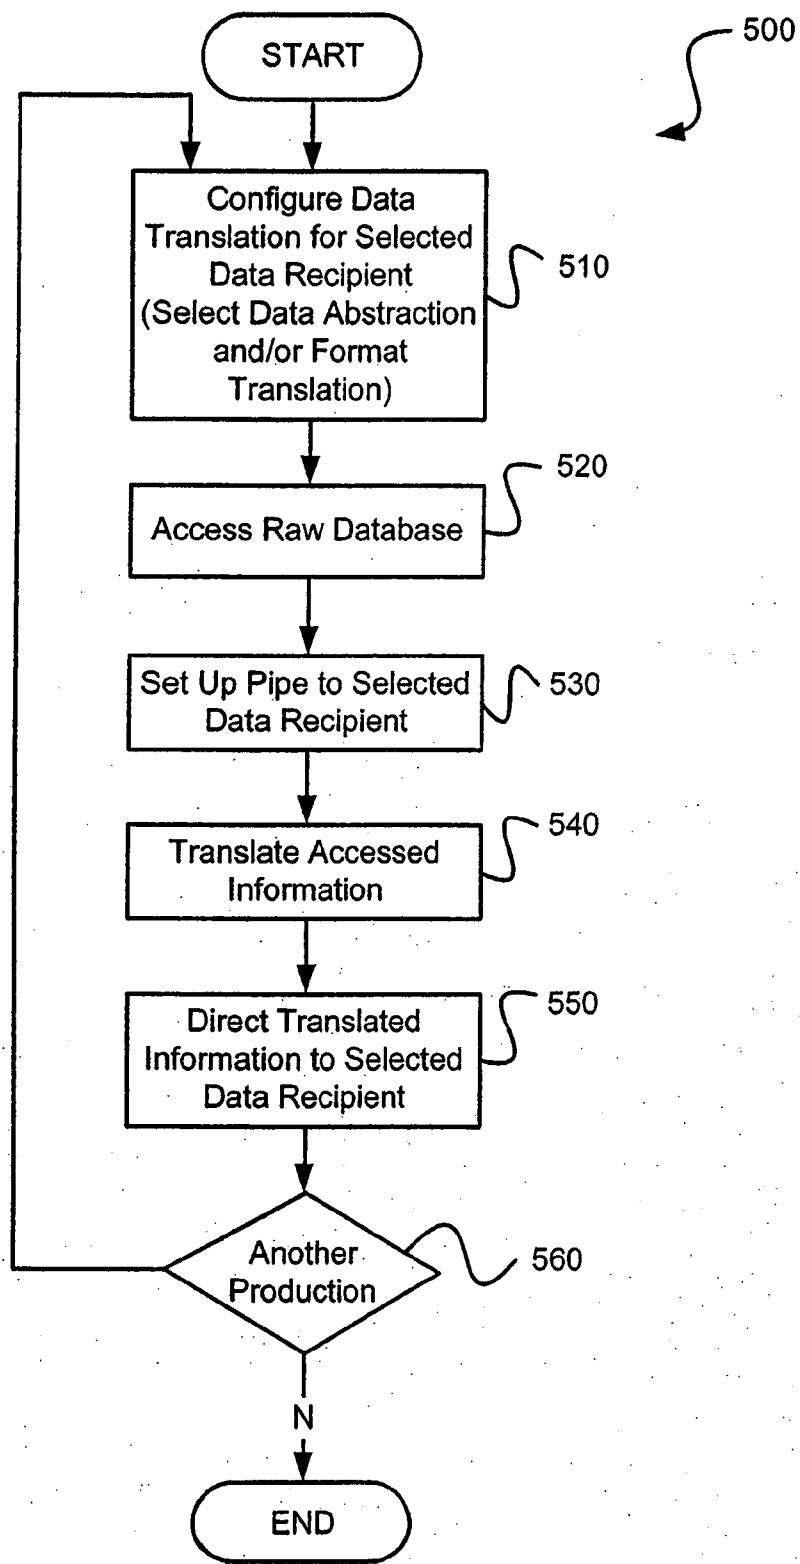 START
500
Configure Data
Translation for Selected
Data Recipient
(Select Data Abstraction
and/or Format
Translation)
510
Access Raw Database
520
Set Up Pipe to Selected
Data Recipient
530
Translate Accessed
Information
540
Direct Translated
Information to Selected
Data Recipient
550
Another
Production
560
N
END